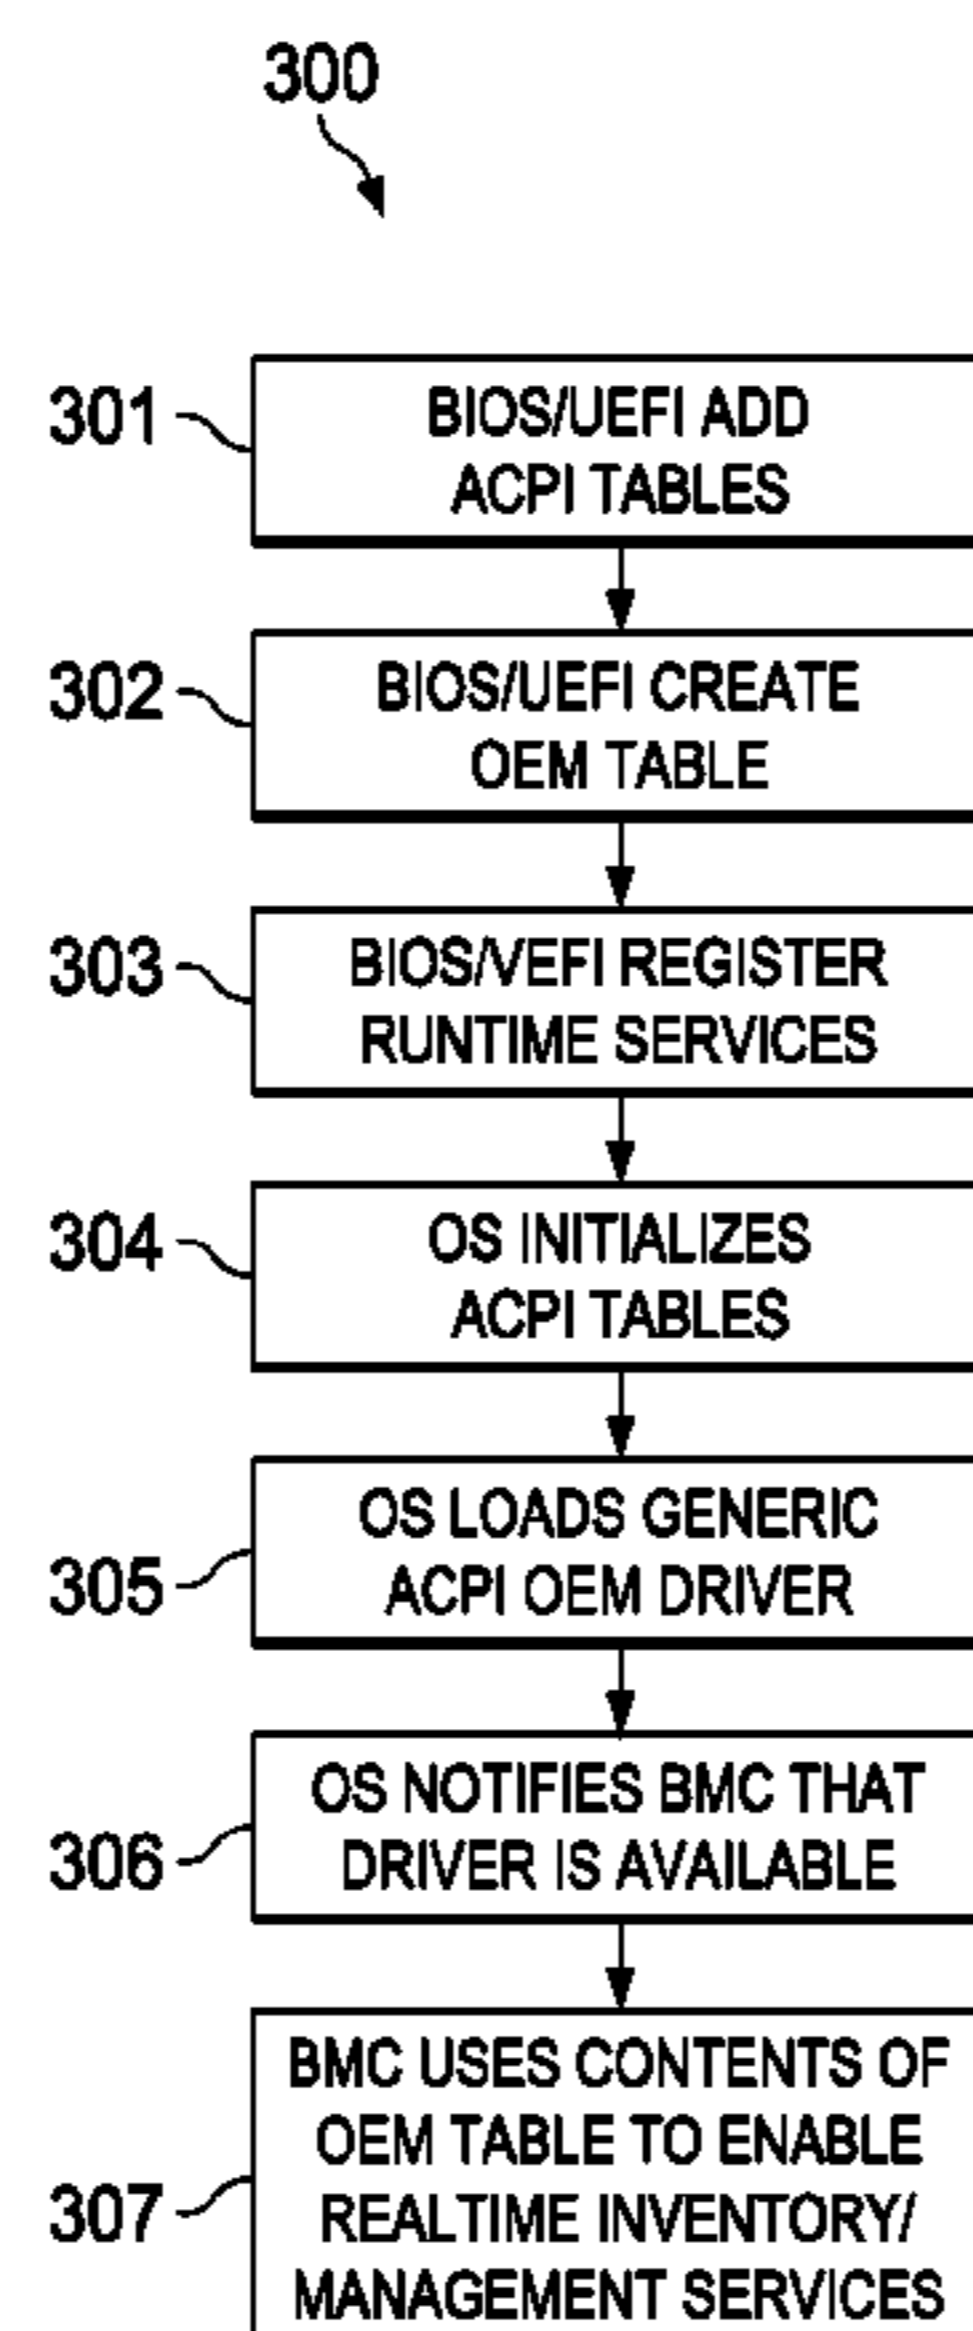 300
301
BIOS/UEFI ADD
ACPI TABLES
302
BIOS/UEFI CREATE
OEM TABLE
303
BIOS/VEFI REGISTER
RUNTIME SERVICES
304
OS INITIALIZES
ACPI TABLES
305
OS LOADS GENERIC
ACPI OEM DRIVER
306
OS NOTIFIES BMC THAT
DRIVER IS AVAILABLE
307
BMC USES CONTENTS OF
OEM TABLE TO ENABLE
REALTIME INVENTORY/
MANAGEMENT SERVICES